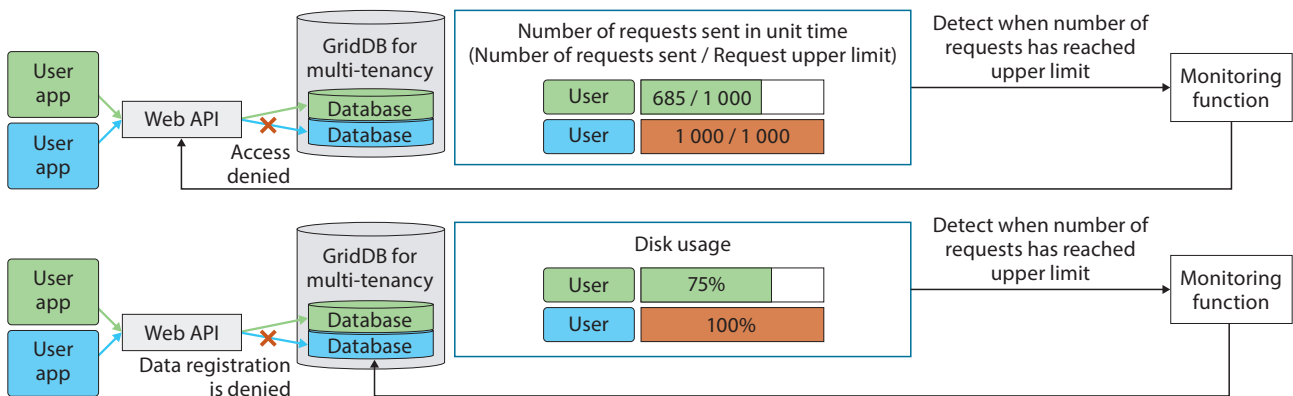 User
app
User
app
Web API
Access
denied
GridDB for
multi-tenancy
Database
Database
Number of requests sent in unit time
(Number of requests sent / Request upper limit)
User
685 / 1 000
User
1 000 / 1 000
Detect when number of
requests has reached
upper limit
Monitoring
function
User
app
User
app
Web API
Data registration
is denied
GridDB for
multi-tenancy
Database
Database
Disk usage
User
75%
User
100%
Detect when number of
requests has reached
upper limit
Monitoring
function